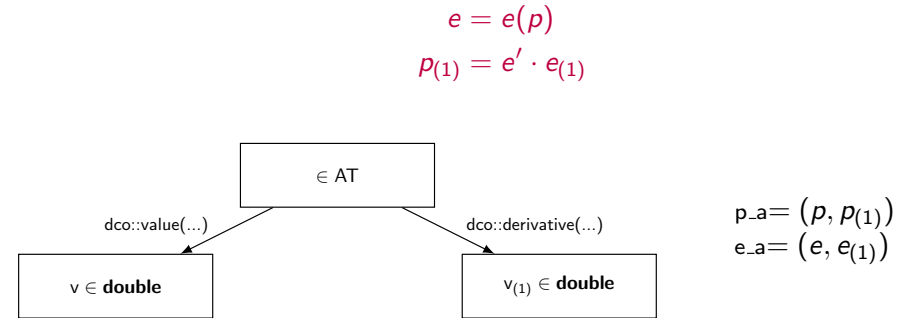 e = e(p)
p₍₁₎ = e′ · e₍₁₎
∈ AT
dco::value(...) dco::derivative(...)
p_a= (p, p₍₁₎)
e_a= (e, e₍₁₎)
v ∈ double v₍₁₎ ∈ double